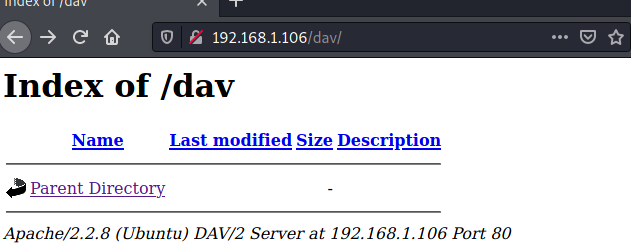 Index of /dav
192.168.1.106/dav/
Index of /dav
Name Last modified Size Description
Parent Directory -
Apache/2.2.8 (Ubuntu) DAV/2 Server at 192.168.1.106 Port 80